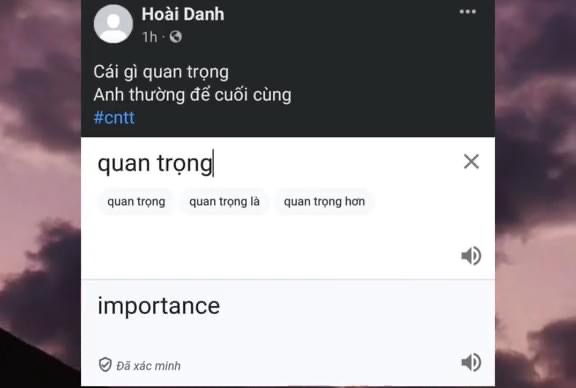 Hoài Danh
1h ·
Cái gì quan trọng
Anh thường để cuối cùng
#cntt
quan trọng
quan trọng
quan trọng là
quan trọng hơn
importance
Đã xác minh